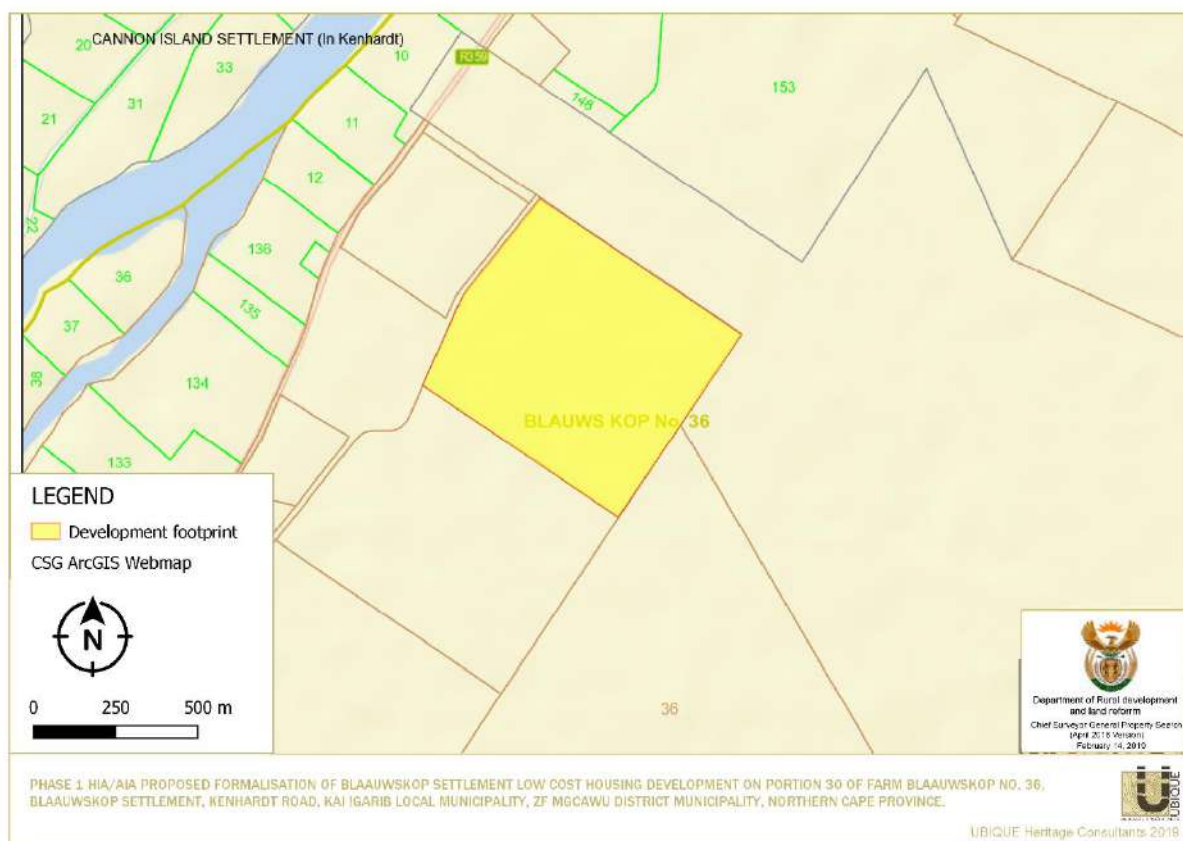 CANNON ISLAND SETTLEMENT (In Kenhardt)
R359
20
33
10
153
148
21
31
11
12
22
136
36
135
37
38
134
133
BLAUWS KOP No. 36
36
LEGEND
Development footprint
CSG ArcGIS Webmap
N
0 250 500 m
Department of Rural development
and land reform
Chief Surveyor General Property Search
(April 2018 Version)
February 14, 2019
PHASE 1 HIA/AIA PROPOSED FORMALISATION OF BLAAUWSKOP SETTLEMENT LOW COST HOUSING DEVELOPMENT ON PORTION 30 OF FARM BLAAUWSKOP NO. 36,
BLAAUWSKOP SETTLEMENT, KENHARDT ROAD, KAI !GARIB LOCAL MUNICIPALITY, ZF MGCAWU DISTRICT MUNICIPALITY, NORTHERN CAPE PROVINCE.
UBIQUE
UBIQUE Heritage Consultants 2019